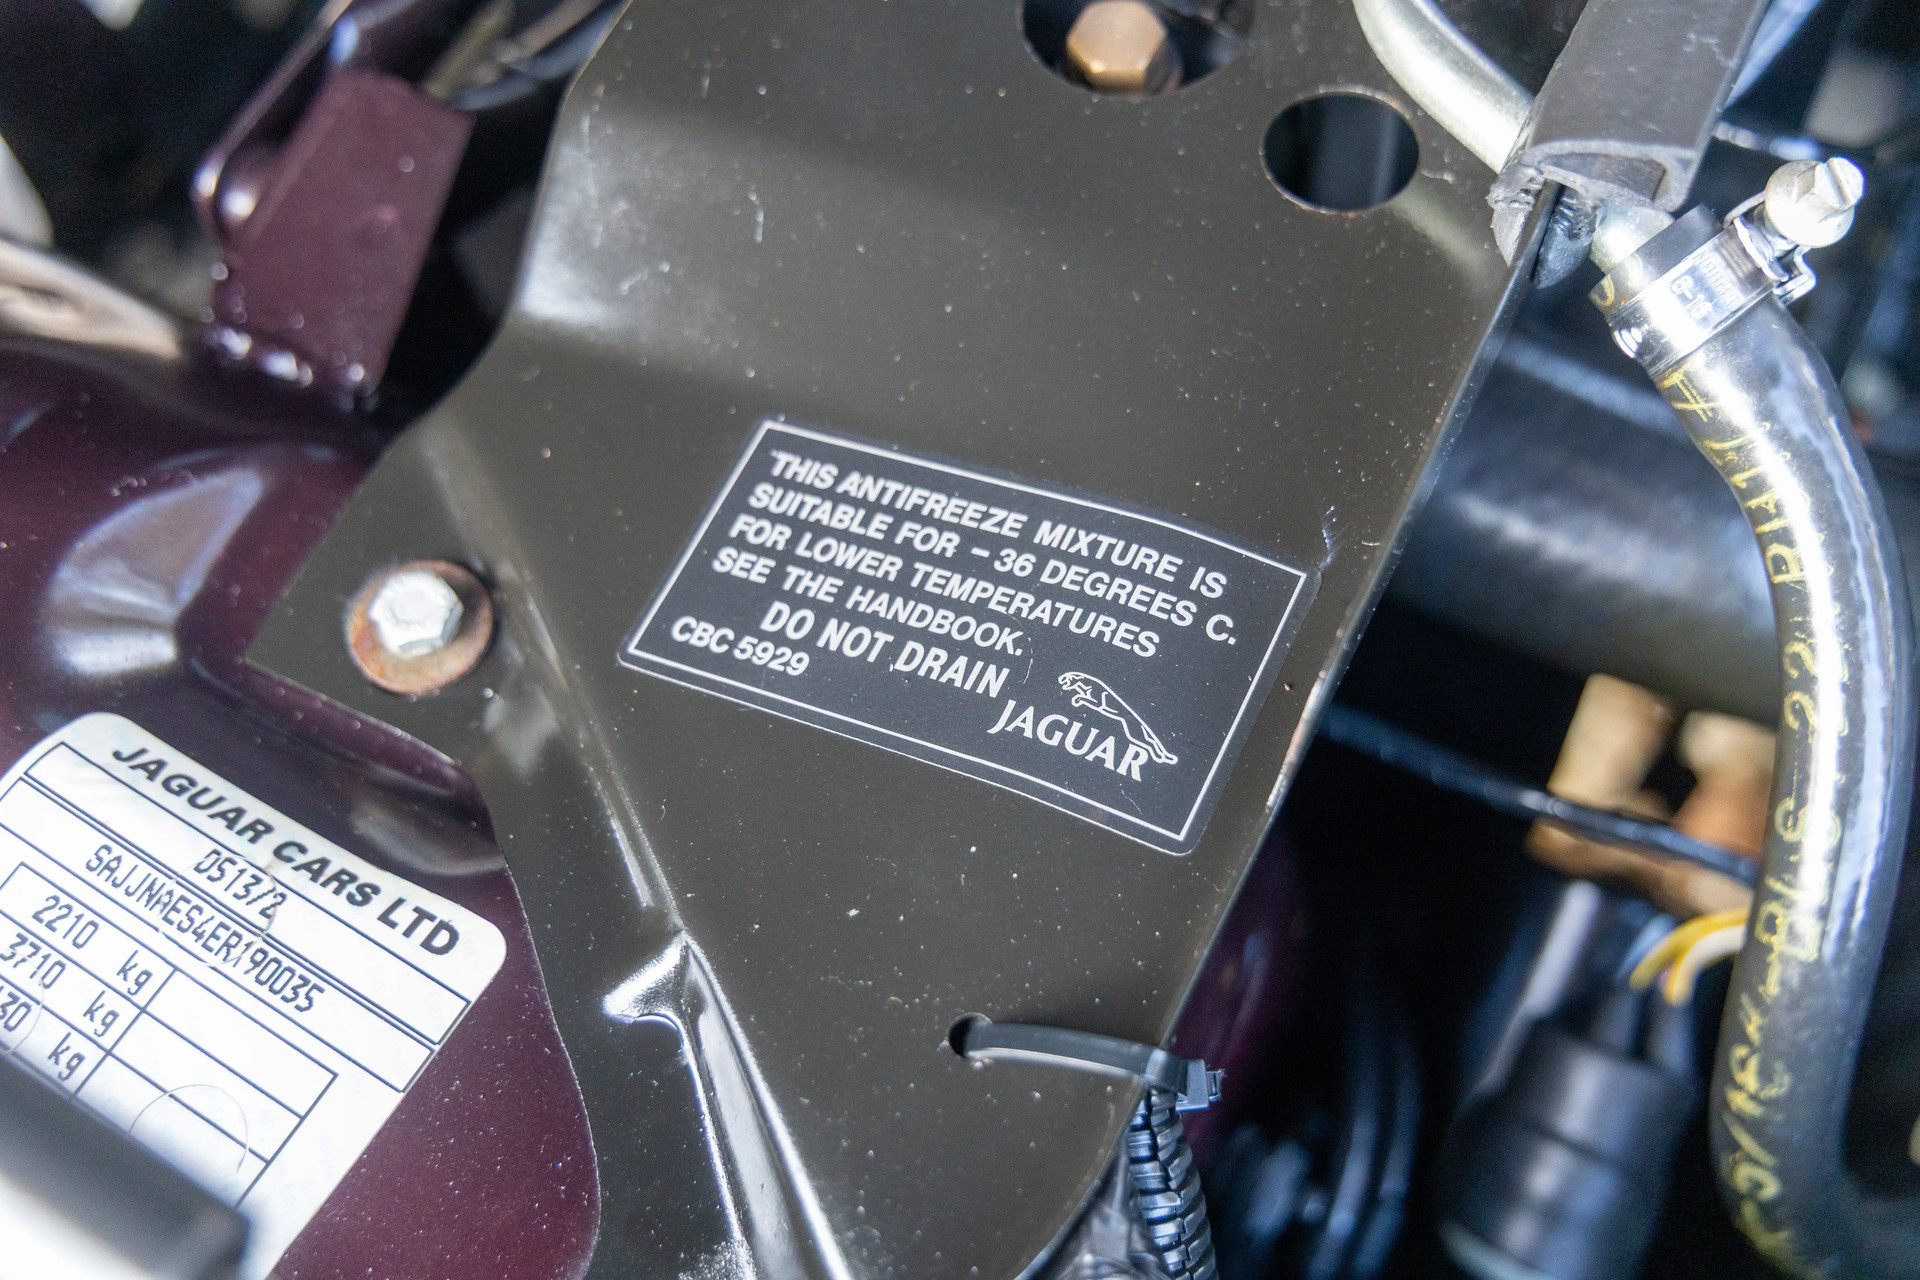 THIS ANTIFREEZE MIXTURE IS
SUITABLE FOR – 36 DEGREES C.
FOR LOWER TEMPERATURES
SEE THE HANDBOOK.
DO NOT DRAIN
CBC 5929
JAGUAR
JAGUAR CARS LTD
D513/2
SAJJNAES4ER190035
2210 kg
3710 kg
kg